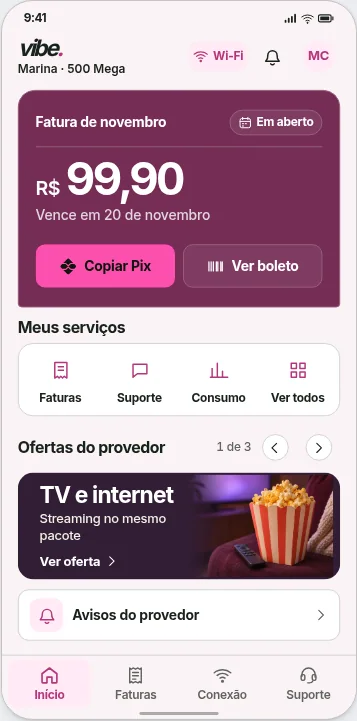 9:41
vibe.
Wi-Fi
MC
Marina · 500 Mega
Fatura de novembro
Em aberto
R$ 99,90
Vence em 20 de novembro
Copiar Pix
Ver boleto
Meus serviços
Faturas
Suporte
Consumo
Ver todos
Ofertas do provedor
1 de 3
TV e internet
Streaming no mesmo
pacote
Ver oferta
Avisos do provedor
Início
Faturas
Conexão
Suporte